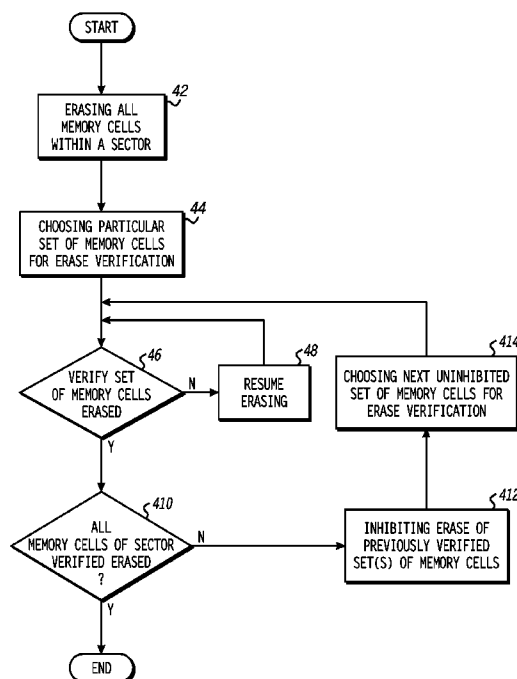 START
42
ERASING ALL
MEMORY CELLS
WITHIN A SECTOR
44
CHOOSING PARTICULAR
SET OF MEMORY CELLS
FOR ERASE VERIFICATION
46
VERIFY SET
OF MEMORY CELLS
ERASED
N
Y
48
RESUME
ERASING
414
CHOOSING NEXT UNINHIBITED
SET OF MEMORY CELLS FOR
ERASE VERIFICATION
410
ALL
MEMORY CELLS OF SECTOR
VERIFIED ERASED
?
N
Y
412
INHIBITING ERASE OF
PREVIOUSLY VERIFIED
SET(S) OF MEMORY CELLS
END